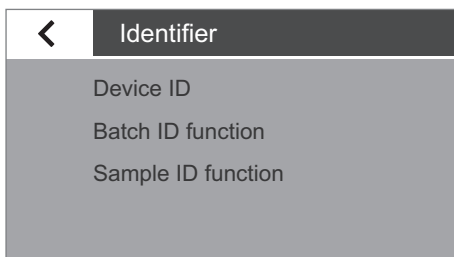 Identifier
Device ID
Batch ID function
Sample ID function